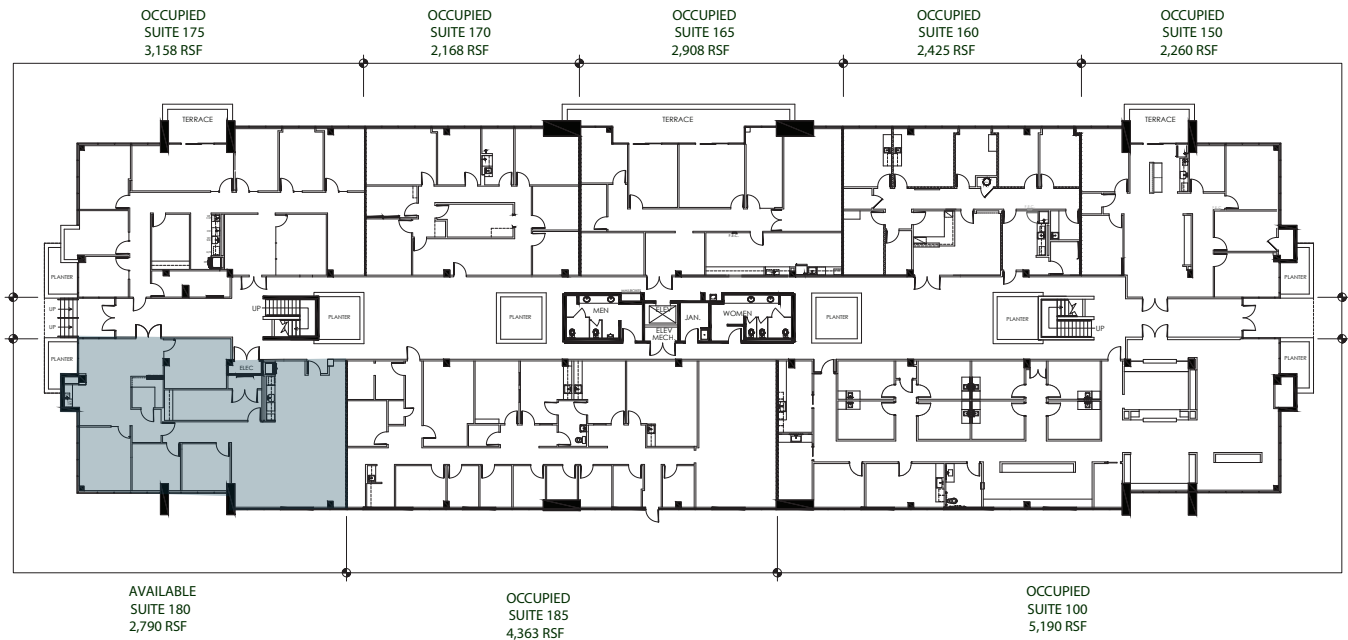 OCCUPIED
SUITE 175
3,158 RSF
OCCUPIED
SUITE 170
2,168 RSF
OCCUPIED
SUITE 165
2,908 RSF
OCCUPIED
SUITE 160
2,425 RSF
OCCUPIED
SUITE 150
2,260 RSF
TERRACE
TERRACE
TERRACE
PLANTER
PLANTER
UP
UP
UP
PLANTER
PLANTER
MEN
ELEV
ELEV
MECH
JAN.
WOMEN
PLANTER
PLANTER
UP
PLANTER
PLANTER
ELEC
AVAILABLE
SUITE 180
2,790 RSF
OCCUPIED
SUITE 185
4,363 RSF
OCCUPIED
SUITE 100
5,190 RSF